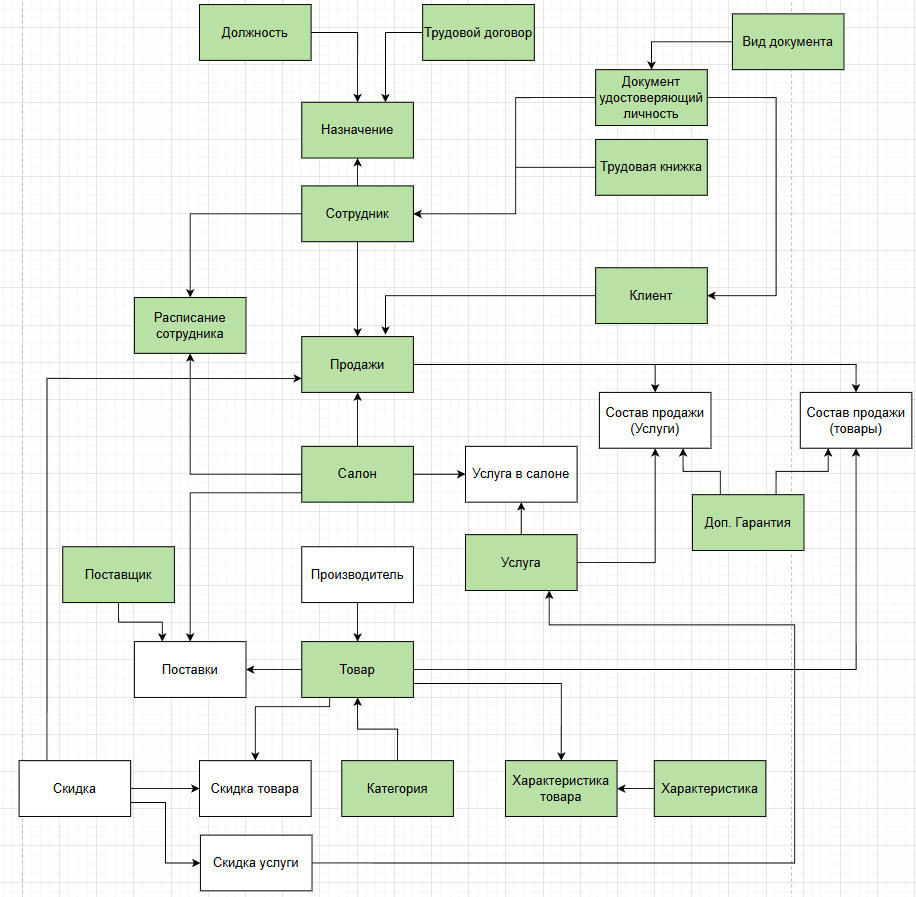 Должность
Трудовой договор
Вид документа
Документ
удостоверяющий
личность
Назначение
Трудовая книжка
Сотрудник
Клиент
Расписание
сотрудника
Продажи
Состав продажи
(Услуги)
Состав продажи
(товары)
Салон
Услуга в салоне
Доп. Гарантия
Услуга
Поставщик
Производитель
Поставки
Товар
Скидка
Скидка товара
Категория
Характеристика
товара
Характеристика
Скидка услуги